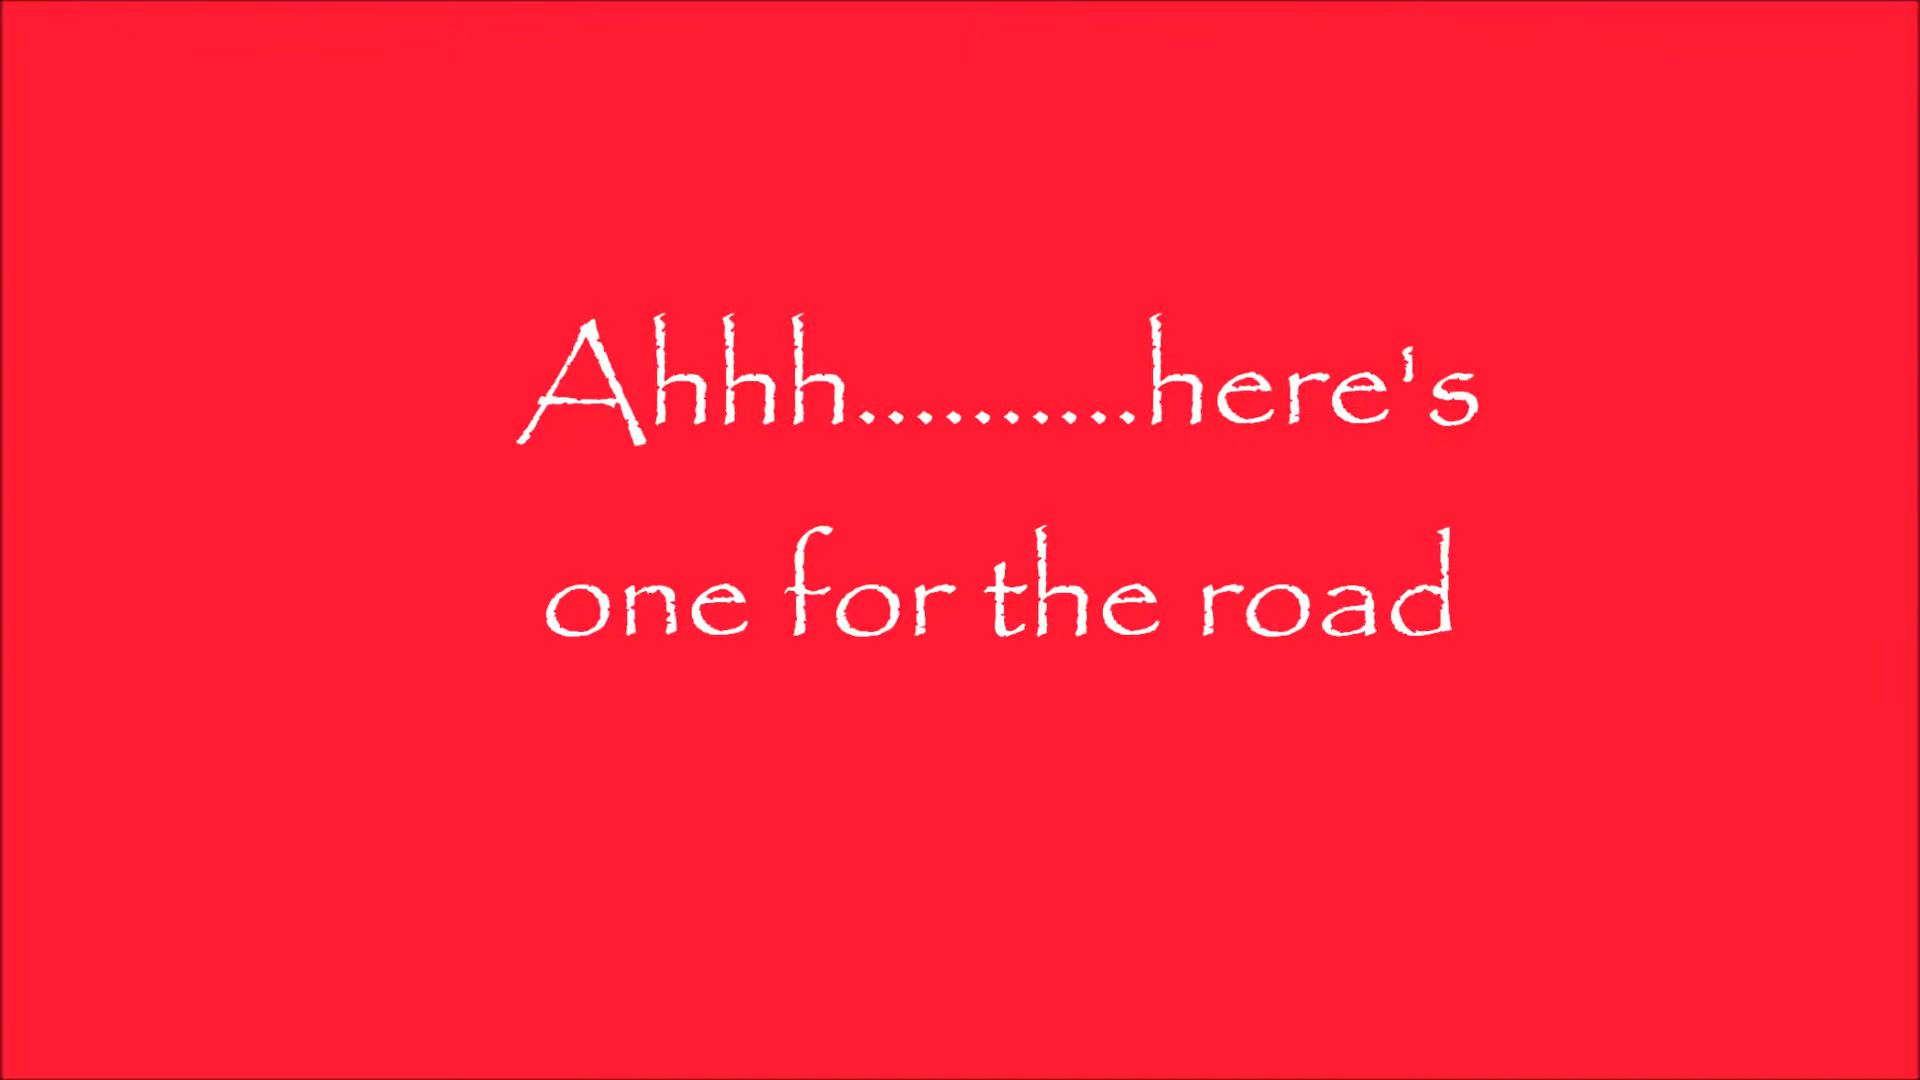 Ahhh..........here's
one for the road